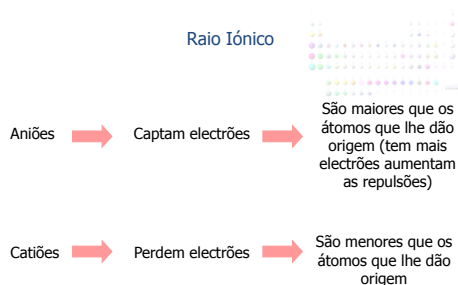 Raio Iónico
Aniões
Captam electrões
São maiores que os
átomos que lhe dão
origem (tem mais
electrões aumentam
as repulsões)
Catiões
Perdem electrões
São menores que os
átomos que lhe dão
origem